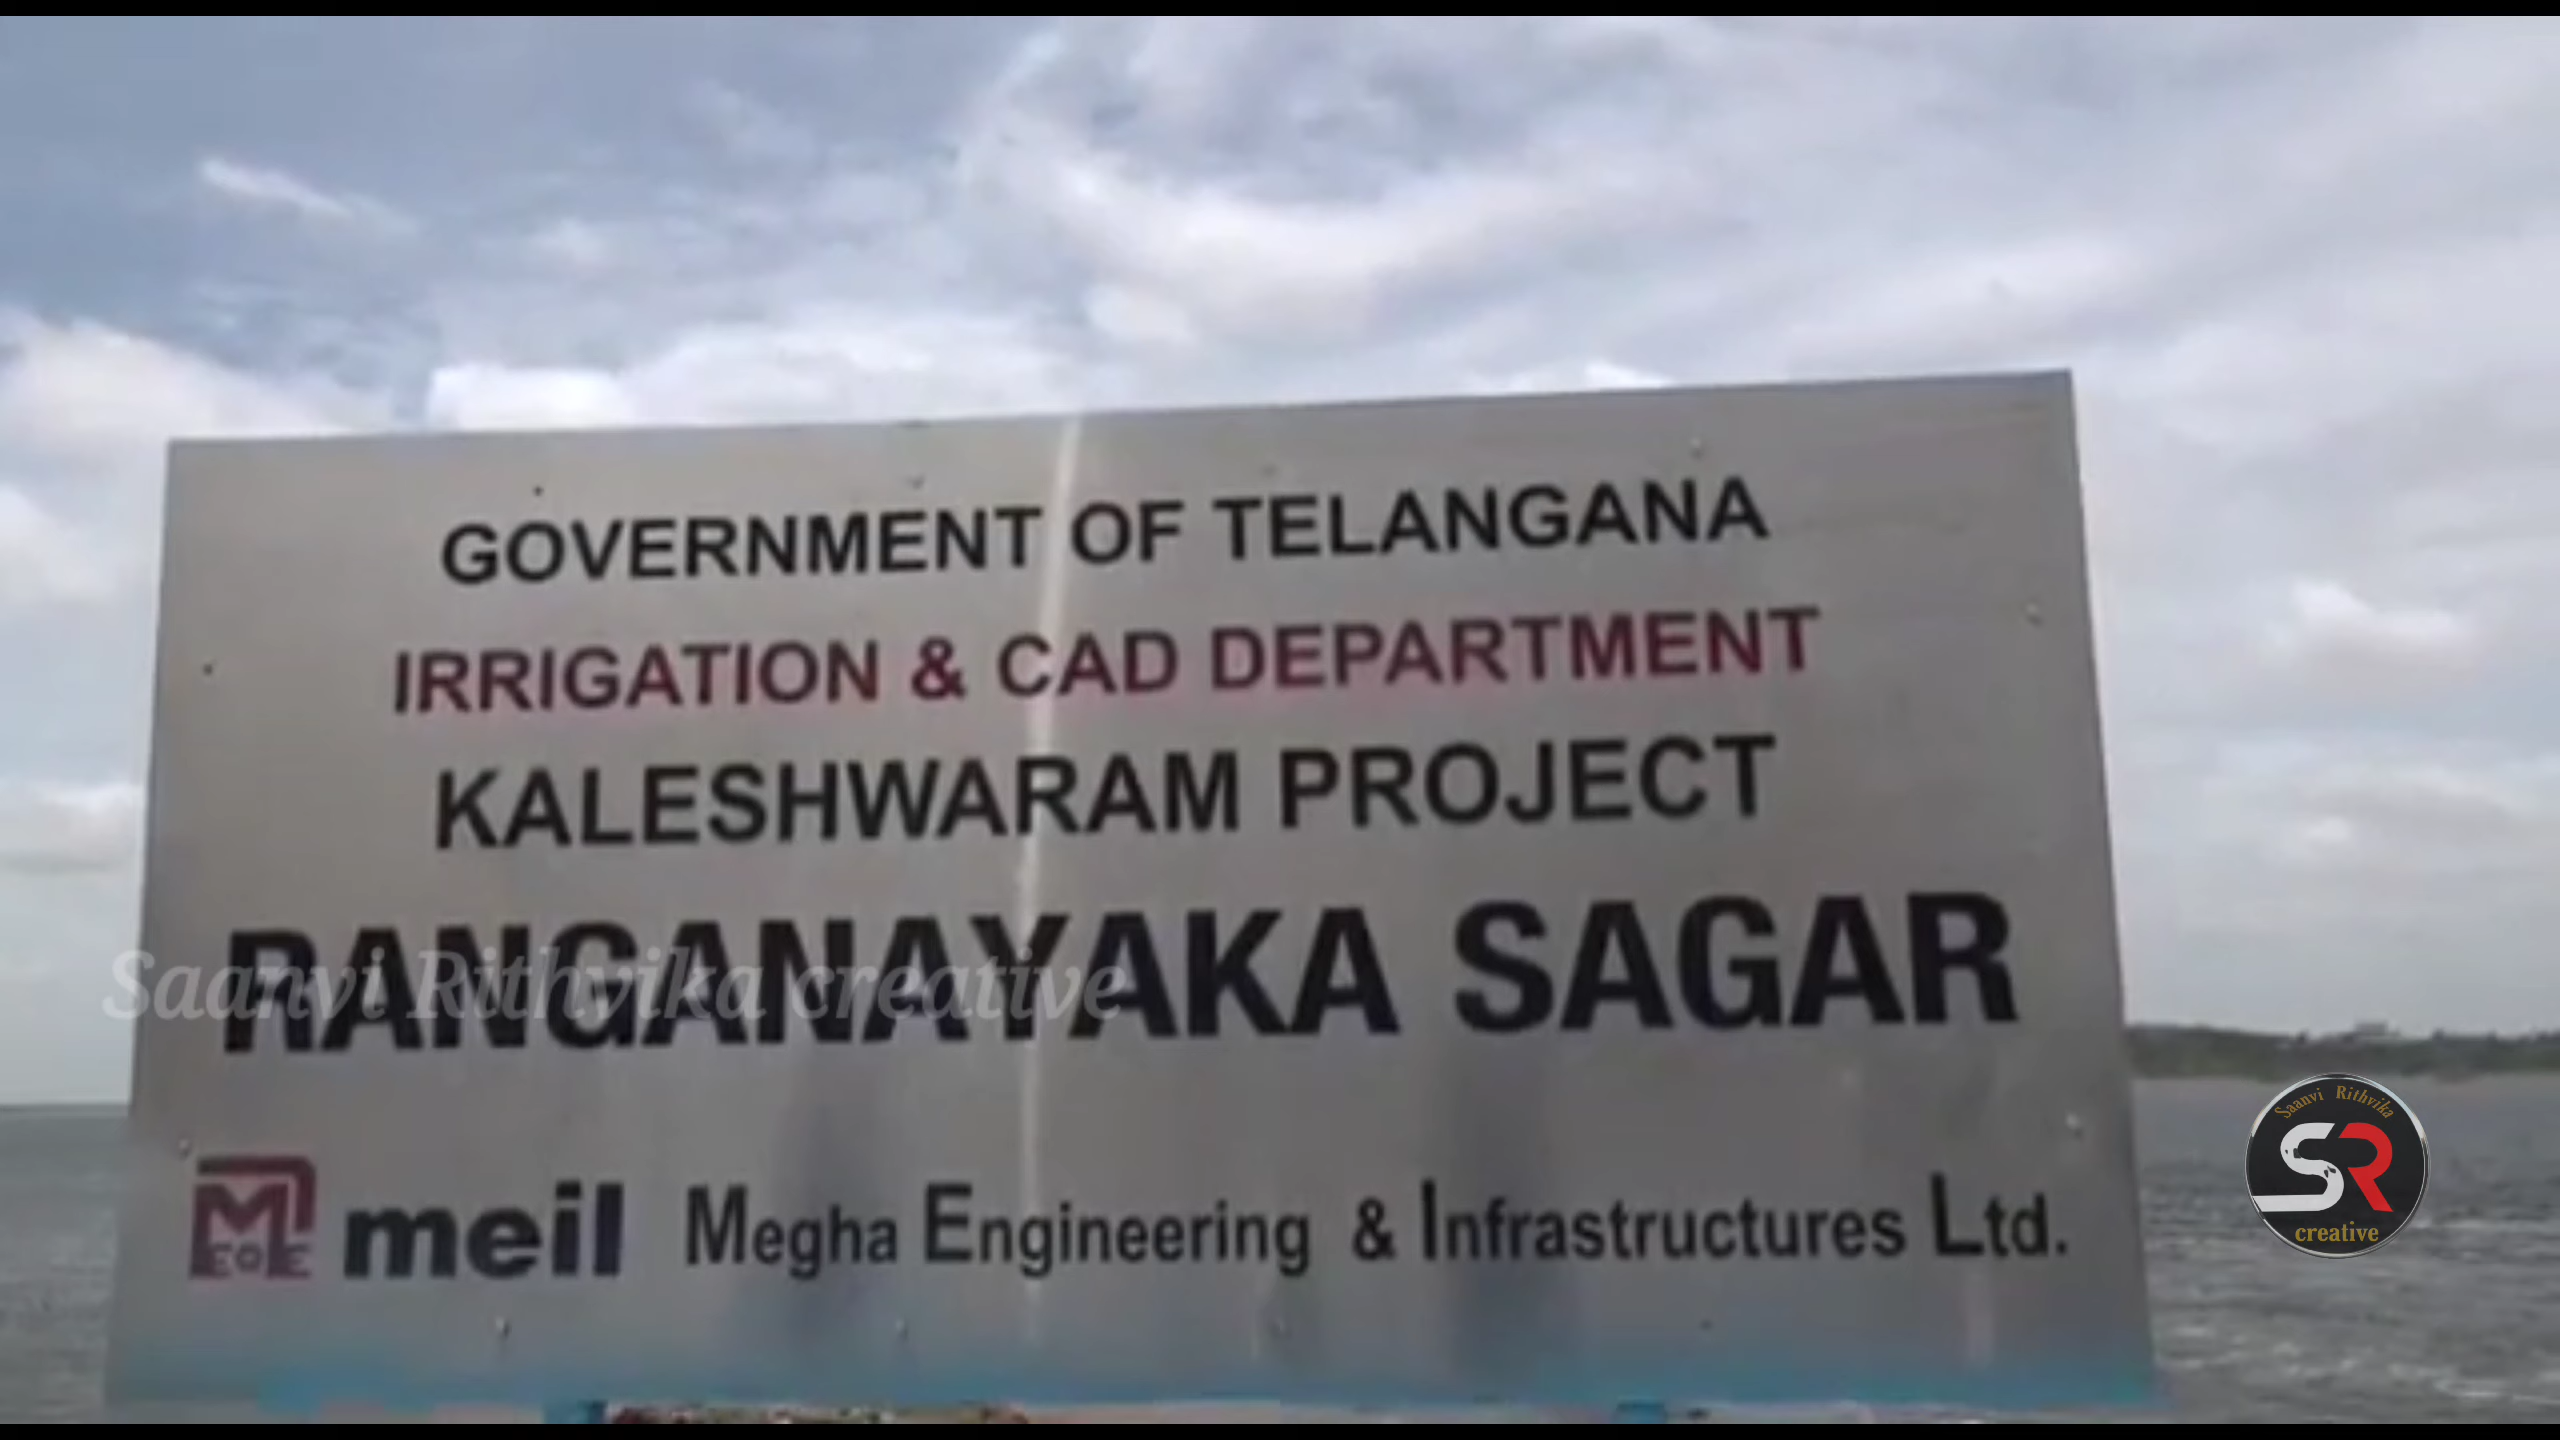 GOVERNMENT OF TELANGANA
IRRIGATION & CAD DEPARTMENT
KALESHWARAM PROJECT
RANGANAYAKA SAGAR
Saanvi Rithvika creative
meil Megha Engineering & Infrastructures Ltd.
Saanvi Rithvika
SR
creative